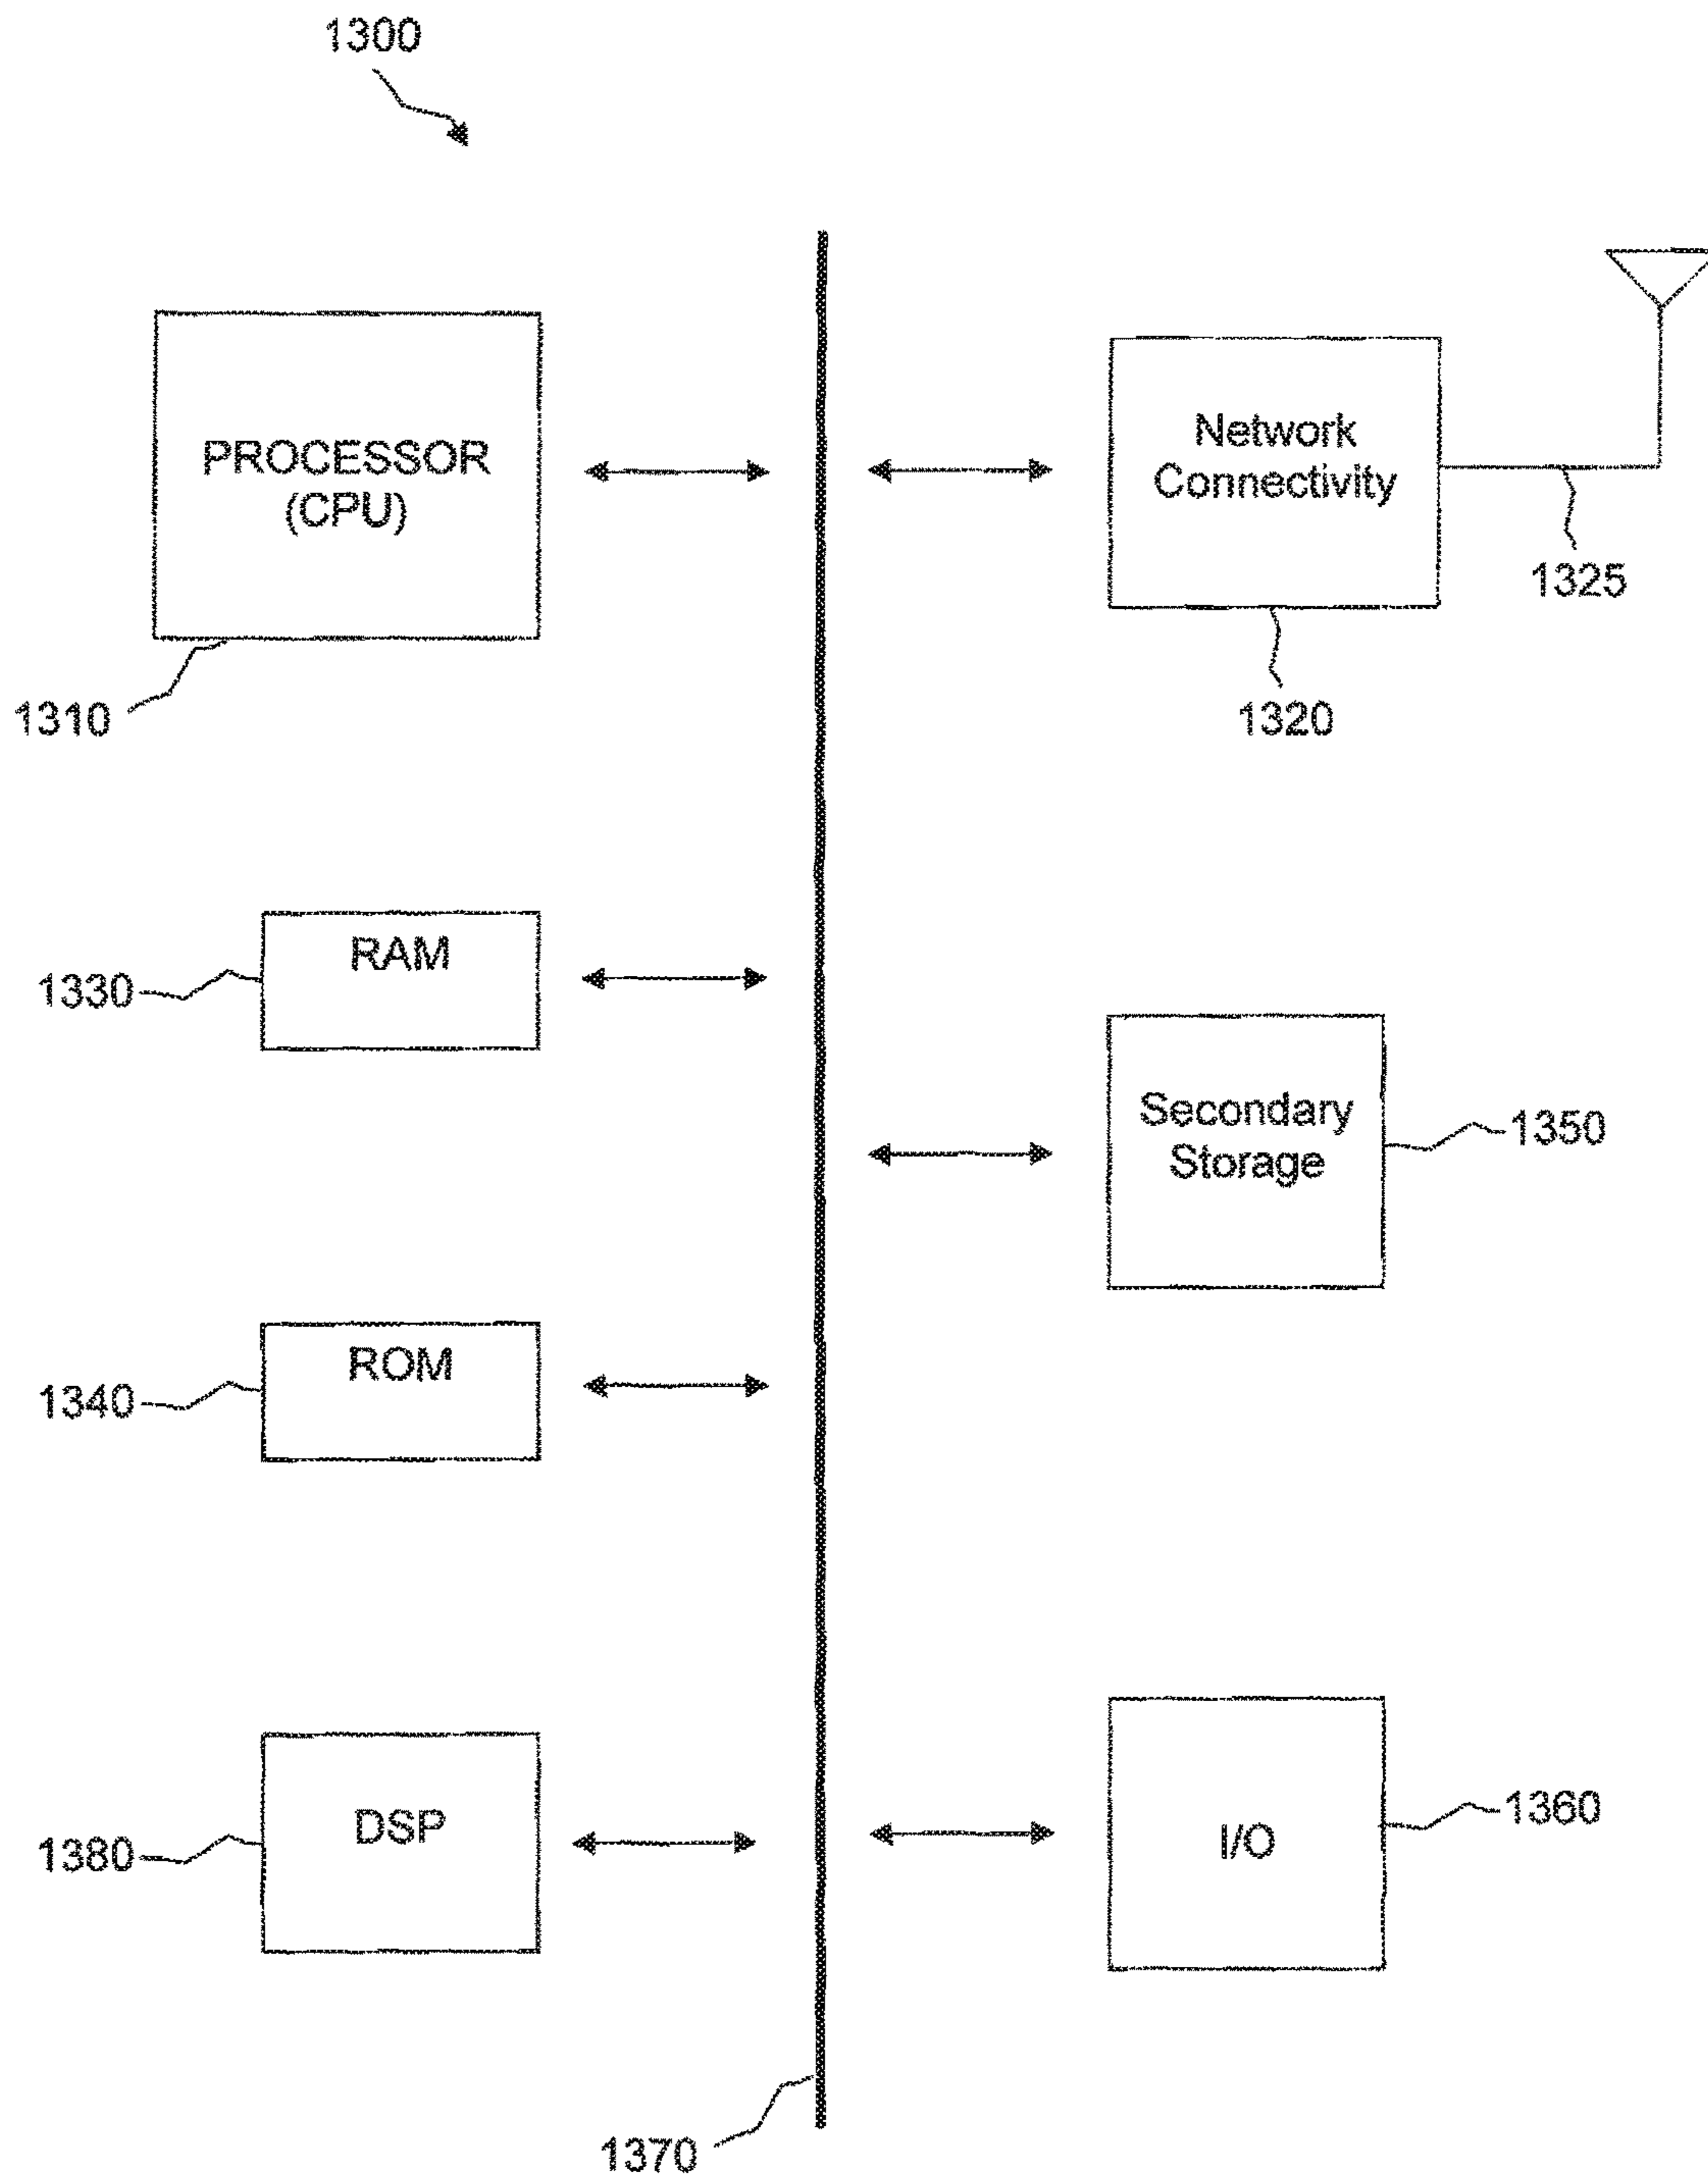 1300
PROCESSOR
(CPU)
1310
Network
Connectivity
1325
1320
RAM
1330
Secondary
Storage
1350
ROM
1340
DSP
1380
I/O
1360
1370